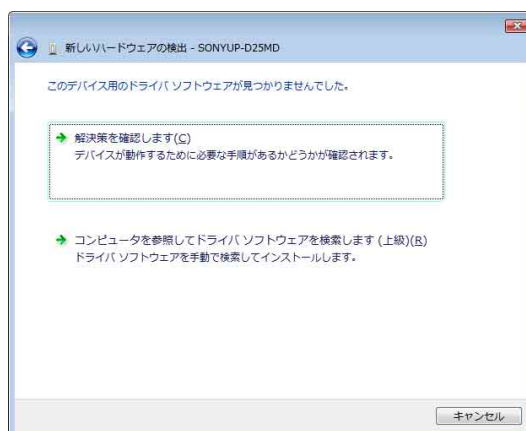 新しいハードウェアの検出 - SONYUP-D25MD
このデバイス用のドライバ ソフトウェアが見つかりませんでした。
解決策を確認します(C)
デバイスが動作するために必要な手順があるかどうかが確認されます。
コンピュータを参照してドライバ ソフトウェアを検索します (上級)(R)
ドライバ ソフトウェアを手動で検索してインストールします。
キャンセル